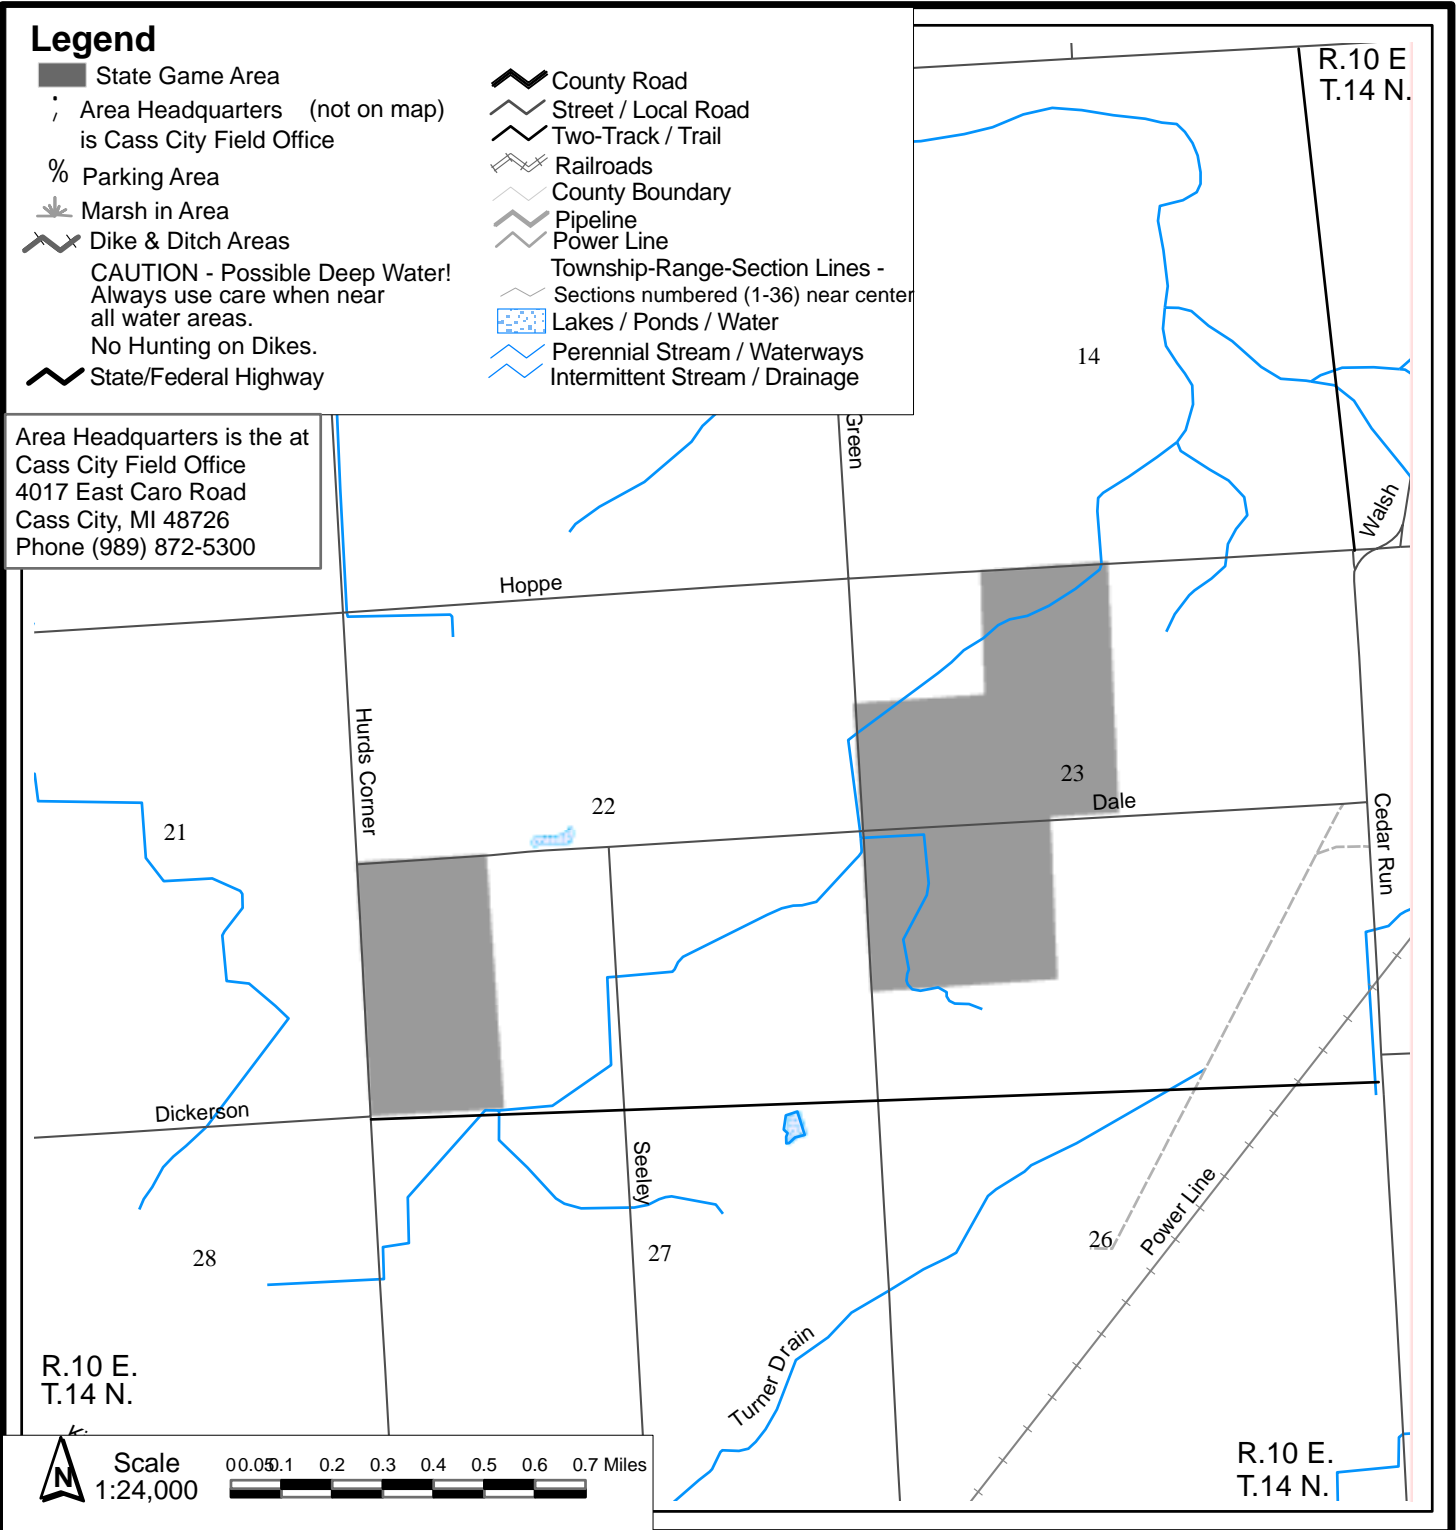 Legend
State Game Area
Area Headquarters (not on map)
is Cass City Field Office
% Parking Area
Marsh in Area
Dike & Ditch Areas
CAUTION - Possible Deep Water!
Always use care when near
all water areas.
No Hunting on Dikes.
State/Federal Highway
County Road
Street / Local Road
Two-Track / Trail
Railroads
County Boundary
Pipeline
Power Line
Township-Range-Section Lines -
Sections numbered (1-36) near center
Lakes / Ponds / Water
Perennial Stream / Waterways
Intermittent Stream / Drainage
R.10 E
T.14 N.
14
Area Headquarters is the at
Cass City Field Office
4017 East Caro Road
Cass City, MI 48726
Phone (989) 872-5300
Green
Walsh
Hoppe
Hurds Corner
23
Dale
22
21
Cedar Run
Dickerson
Seeley
Power Line
26
27
28
Turner Drain
R.10 E.
T.14 N.
R.10 E.
T.14 N.
N
Scale
1:24,000
0 0.05 0.1 0.2 0.3 0.4 0.5 0.6 0.7 Miles